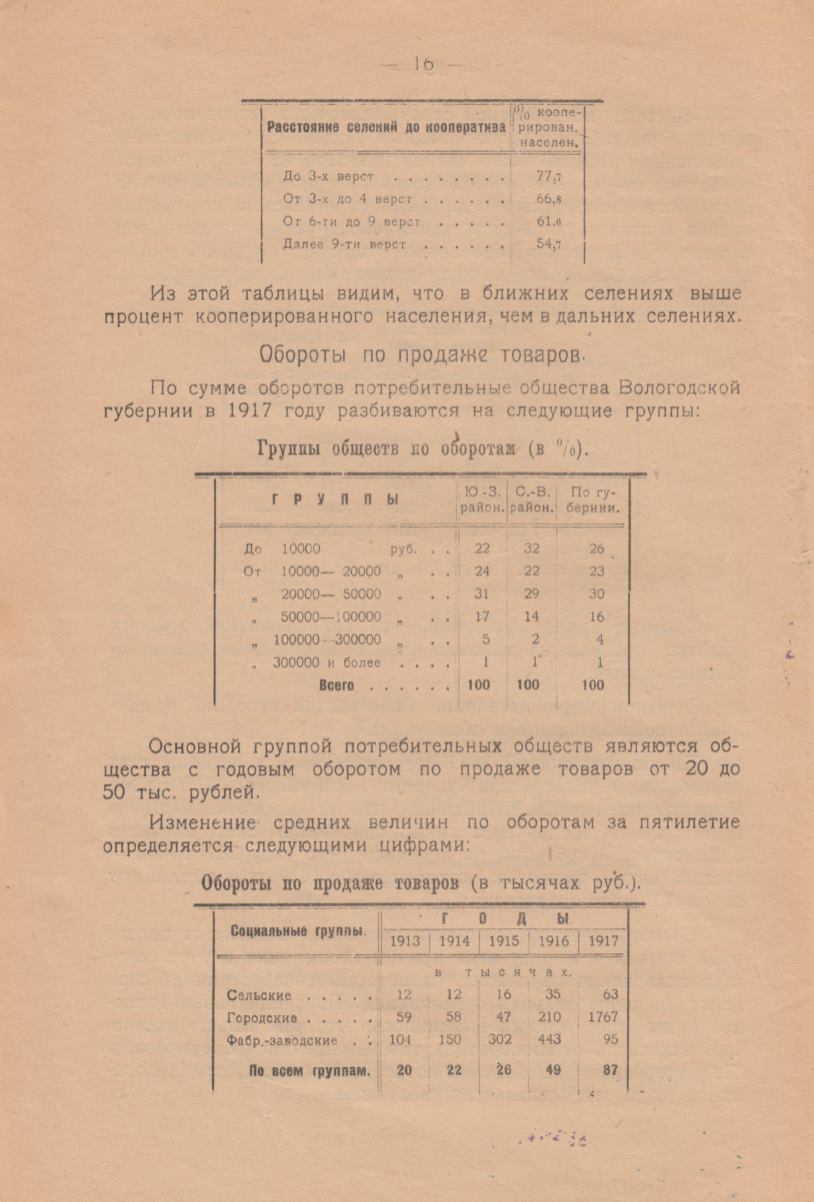 — 16 —
Расстояние селений до кооператива % коопе-
рирован.
населен.
До 3-х верст . . . . . . . . 77,7
От 3-х до 4 верст . . . . . . 66,8
От 6-ти до 9 верст . . . . . 61,6
Далее 9-ти верст . . . . . . 54,7
Из этой таблицы видим, что в ближних селениях выше
процент кооперированного населения, чем в дальних селениях.
Обороты по продаже товаров.
По сумме оборотов потребительные общества Вологодской
губернии в 1917 году разбиваются на следующие группы:
Группы обществ по оборотам (в %).
ГРУППЫ Ю-З. район. С.-В. район. По гу-
бернии.
До 10000 руб. . . 22 32 26
От 10000— 20000 „ . . 24 22 23
„ 20000— 50000 „ . . 31 29 30
„ 50000—100000 „ . . 17 14 16
„ 100000—300000 „ . . 5 2 4
„ 300000 и более . . . . 1 1 1
Всего . . . . . . 100 100 100
Основной группой потребительных обществ являются об-
щества с годовым оборотом по продаже товаров от 20 до
50 тыс. рублей.
Изменение средних величин по оборотам за пятилетие
определяется следующими цифрами:
Обороты по продаже товаров (в тысячах руб.).
Социальные группы. ГОДЫ
1913 1914 1915 1916 1917
в тысячах.
Сельские . . . . . 12 12 16 35 63
Городские . . . . . 59 58 47 210 1767
Фабр.-заводские . . 104 150 302 443 95
По всем группам. 20 22 26 49 87